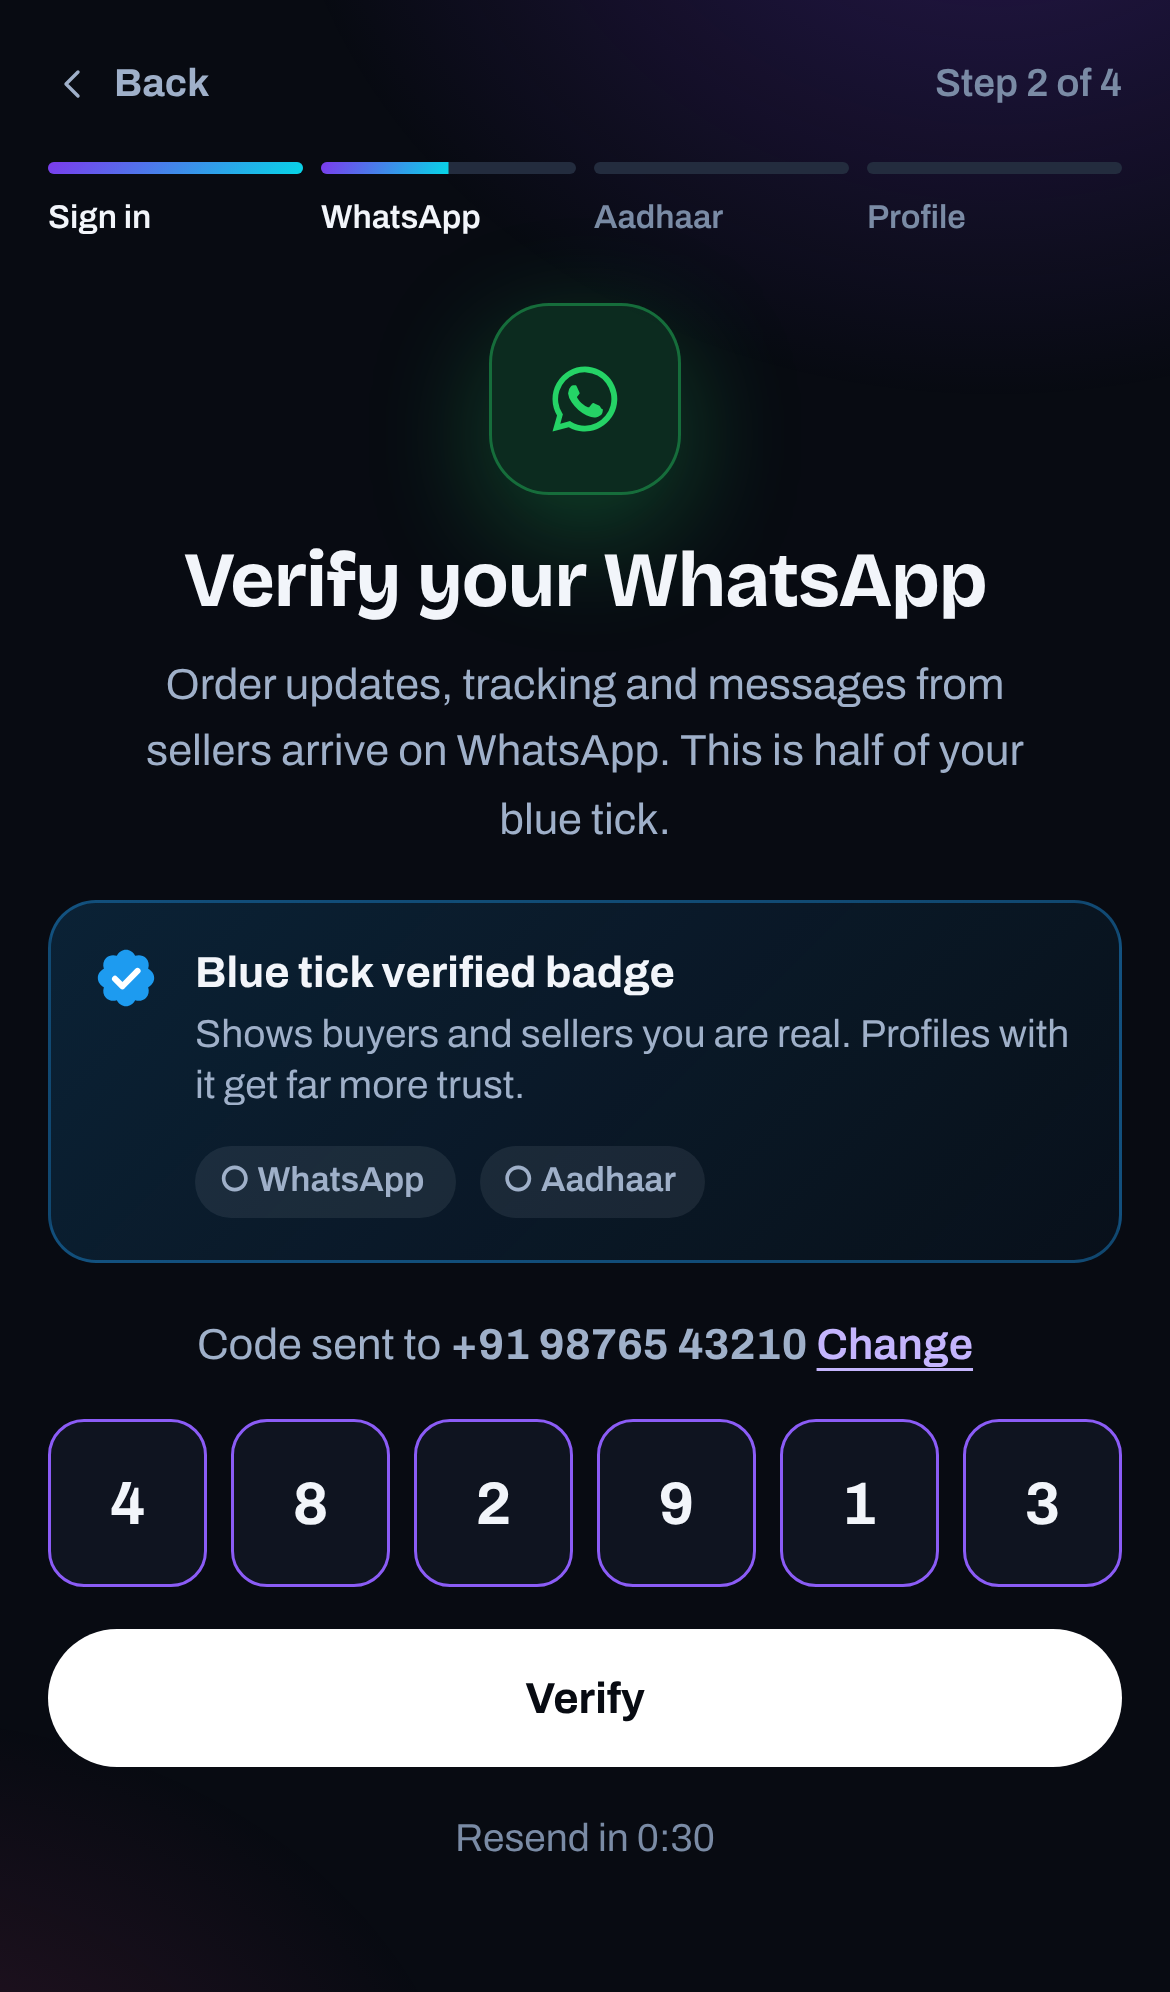 Back
Step 2 of 4
Sign in
WhatsApp
Aadhaar
Profile
Verify your WhatsApp
Order updates, tracking and messages from
sellers arrive on WhatsApp. This is half of your
blue tick.
Blue tick verified badge
Shows buyers and sellers you are real. Profiles with
it get far more trust.
WhatsApp
Aadhaar
Code sent to +91 98765 43210 Change
4 8 2 9 1 3
Verify
Resend in 0:30